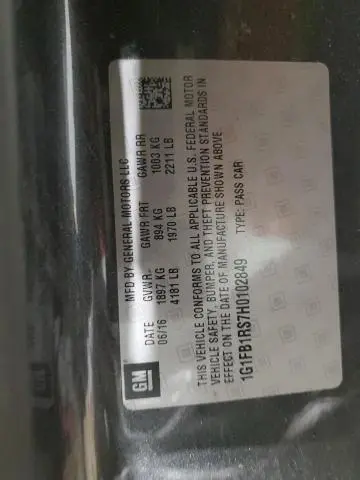 GM
MFD BY GENERAL MOTORS LLC
DATE GVWR GAWR FRT GAWR RR
06/16 1897 KG 894 KG 1003 KG
4181 LB 1970 LB 2211 LB
THIS VEHICLE CONFORMS TO ALL APPLICABLE U.S. FEDERAL MOTOR
VEHICLE SAFETY, BUMPER, AND THEFT PREVENTION STANDARDS IN
EFFECT ON THE DATE OF MANUFACTURE SHOWN ABOVE
1G1FB1RS7H0102849 TYPE: PASS CAR